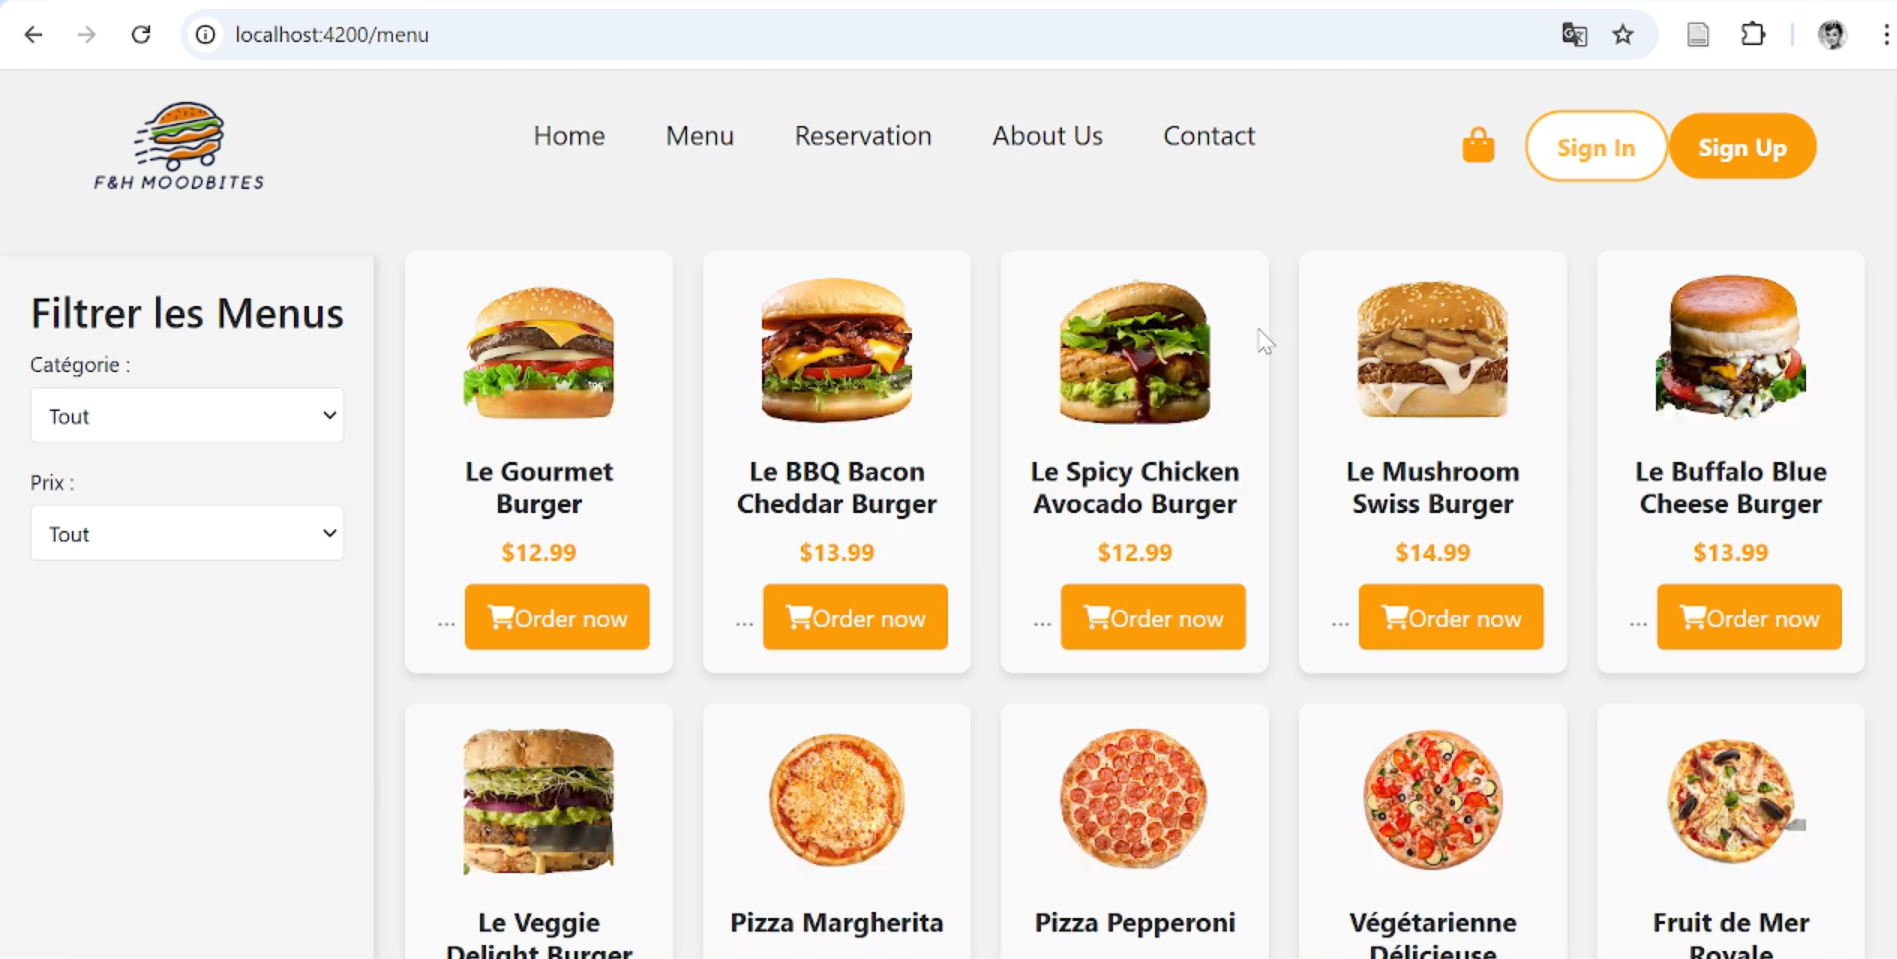 localhost:4200/menu
F&H MOODBITES
Home
Menu
Reservation
About Us
Contact
Sign In
Sign Up
Filtrer les Menus
Catégorie :
Tout
Prix :
Tout
Le Gourmet
Burger
$12.99
... Order now
Le BBQ Bacon
Cheddar Burger
$13.99
... Order now
Le Spicy Chicken
Avocado Burger
$12.99
... Order now
Le Mushroom
Swiss Burger
$14.99
... Order now
Le Buffalo Blue
Cheese Burger
$13.99
... Order now
Le Veggie
Delight Burger
Pizza Margherita
Pizza Pepperoni
Végétarienne
Délicieuse
Fruit de Mer
Royale